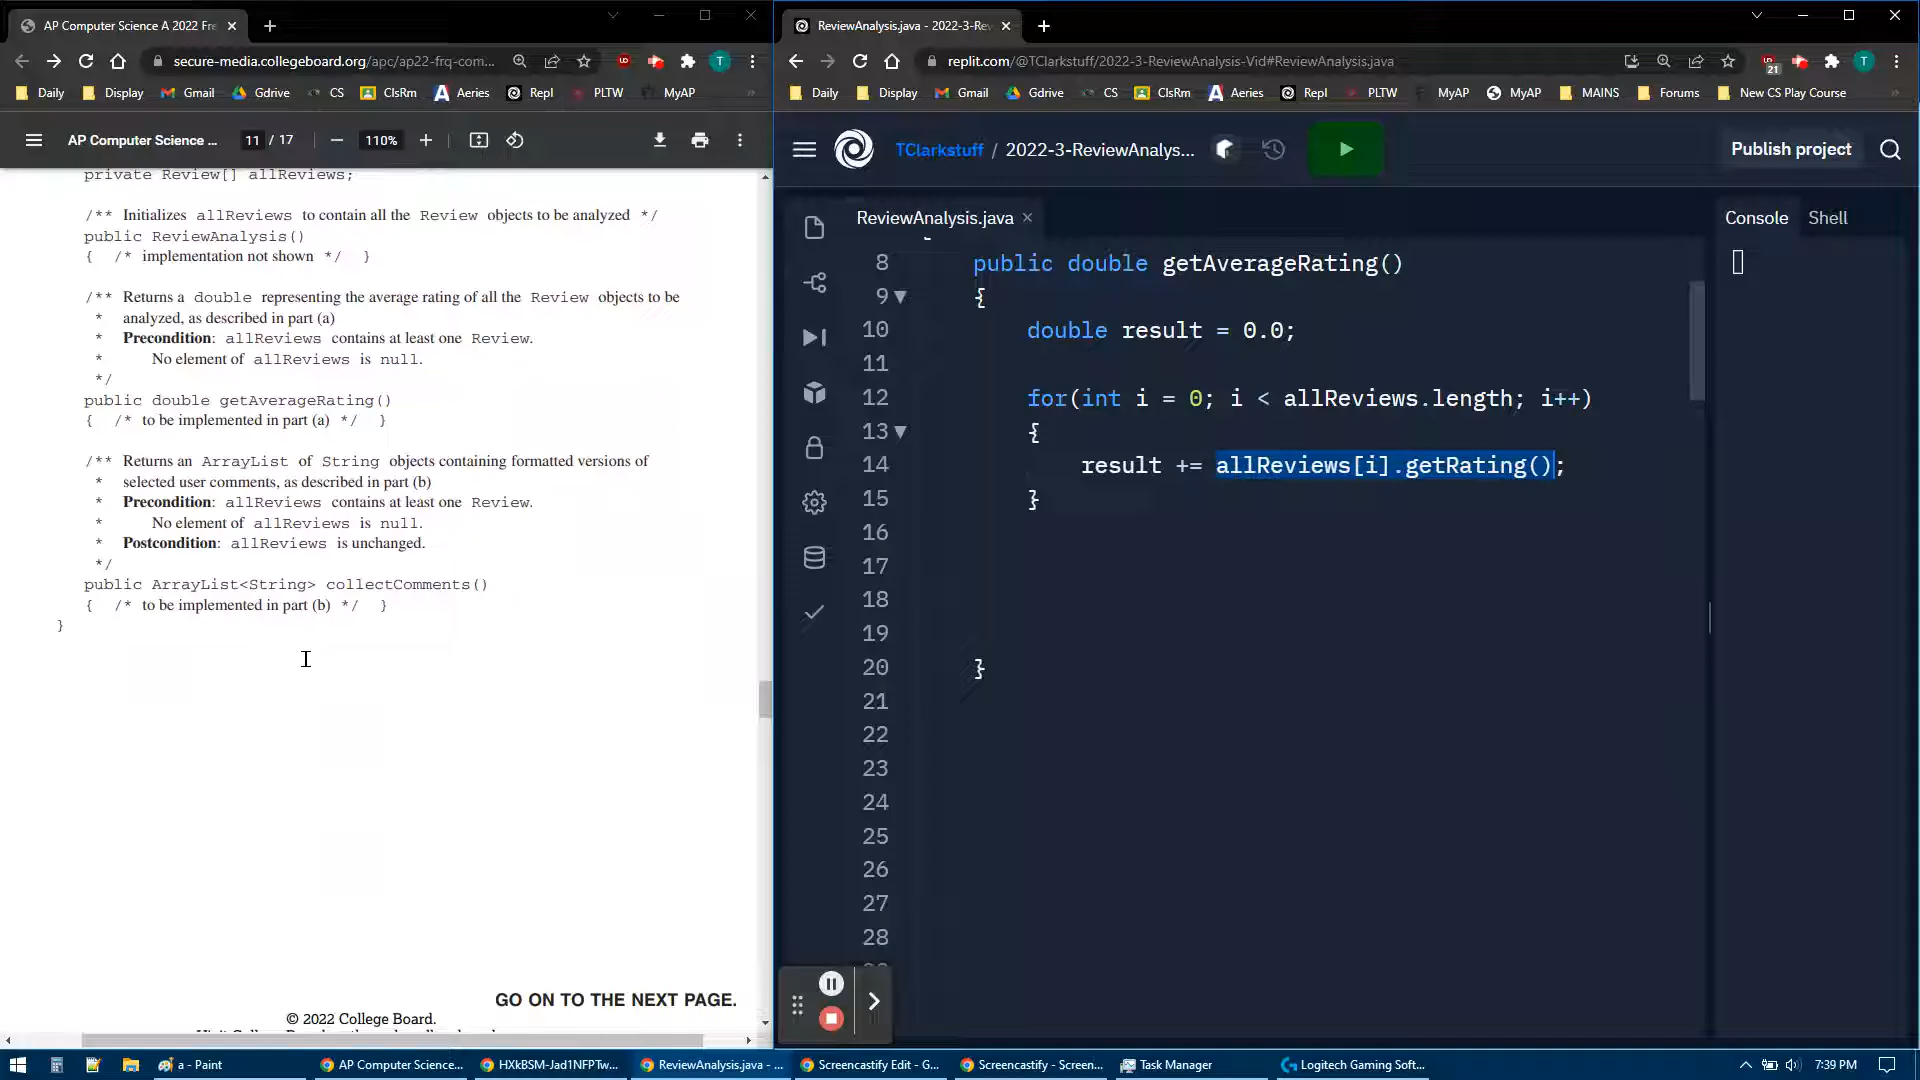 AP Computer Science A 2022 Fre
secure-media.collegeboard.org/apc/ap22-frq-com...
T
Daily
Display
Gmail
Gdrive
CS
ClsRm
Aeries
Repl
PLTW
MyAP
»
AP Computer Science ...
11 / 17
110%
private Review[] allReviews;
/** Initializes allReviews to contain all the Review objects to be analyzed */
public ReviewAnalysis()
{ /* implementation not shown */ }
/** Returns a double representing the average rating of all the Review objects to be
* analyzed, as described in part (a)
* Precondition: allReviews contains at least one Review.
* No element of allReviews is null.
*/
public double getAverageRating()
{ /* to be implemented in part (a) */ }
/** Returns an ArrayList of String objects containing formatted versions of
* selected user comments, as described in part (b)
* Precondition: allReviews contains at least one Review.
* No element of allReviews is null.
* Postcondition: allReviews is unchanged.
*/
public ArrayList<String> collectComments()
{ /* to be implemented in part (b) */ }
}
GO ON TO THE NEXT PAGE.
© 2022 College Board.
ReviewAnalysis.java - 2022-3-Rev
replit.com/@TClarkstuff/2022-3-ReviewAnalysis-Vid#ReviewAnalysis.java
21
T
Daily
Display
Gmail
Gdrive
CS
ClsRm
Aeries
Repl
PLTW
MyAP
MyAP
MAINS
Forums
New CS Play Course
»
TClarkstuff / 2022-3-ReviewAnalys...
Publish project
ReviewAnalysis.java
Console
Shell
8 public double getAverageRating()
9 {
10 double result = 0.0;
11
12 for(int i = 0; i < allReviews.length; i++)
13 {
14 result += allReviews[i].getRating();
15 }
16
17
18
19
20 }
21
22
23
24
25
26
27
28
a - Paint
AP Computer Science...
HXkBSM-Jad1NFPTw...
ReviewAnalysis.java - ...
Screencastify Edit - G...
Screencastify - Screen...
Task Manager
Logitech Gaming Soft...
7:39 PM